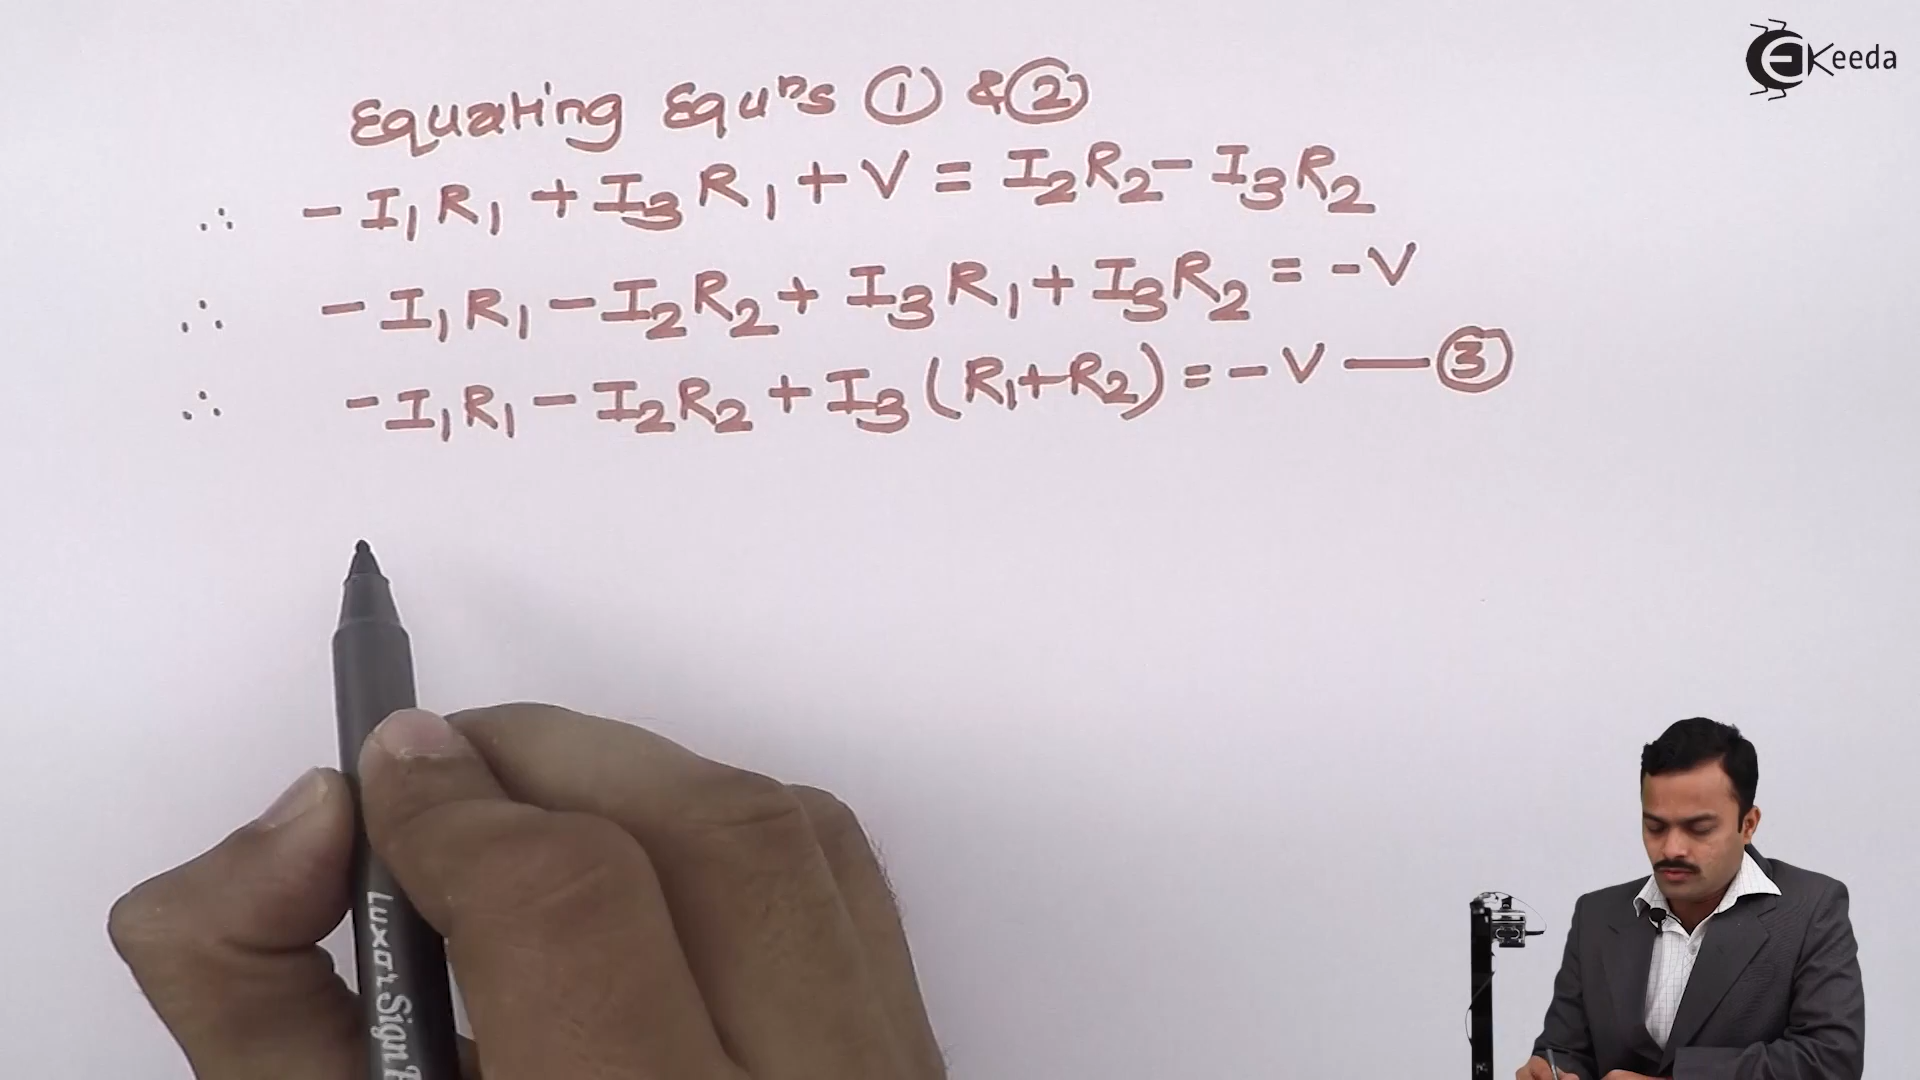 Equating Equⁿs ① & ②
∴ - I₁R₁ + I₃R₁ + V = I₂R₂ - I₃R₂
∴ - I₁R₁ - I₂R₂ + I₃R₁ + I₃R₂ = - V
∴ - I₁R₁ - I₂R₂ + I₃(R₁+R₂) = - V — ③
EKeeda
Luxor Sign P